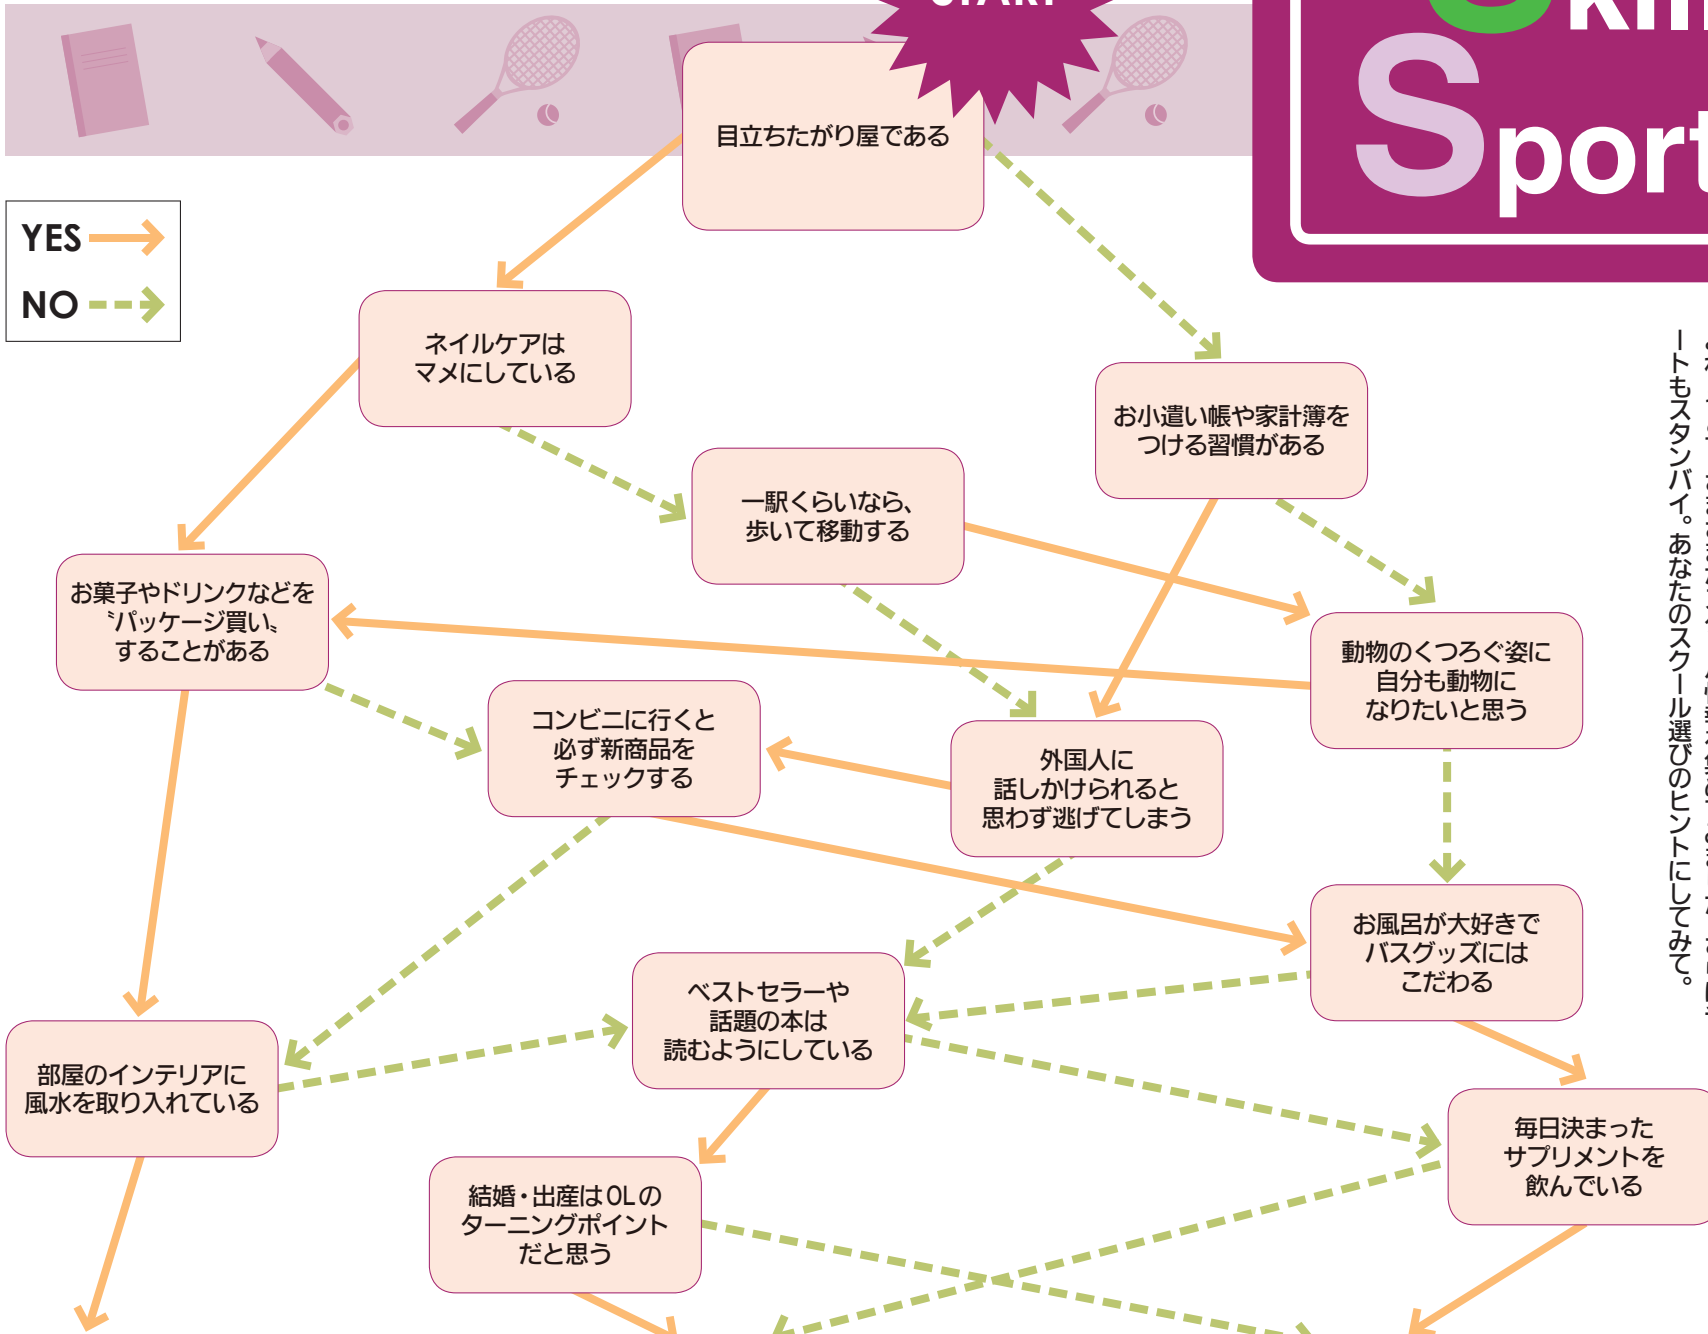 YES
NO
目立ちたがり屋である
ネイルケアは
マメにしている
お小遣い帳や家計簿を
つける習慣がある
一駅くらいなら、
歩いて移動する
お菓子やドリンクなどを
〝パッケージ買い〟
することがある
動物のくつろぐ姿に
自分も動物に
なりたいと思う
コンビニに行くと
必ず新商品を
チェックする
外国人に
話しかけられると
思わず逃げてしまう
お風呂が大好きで
バスグッズには
こだわる
ベストセラーや
話題の本は
読むようにしている
部屋のインテリアに
風水を取り入れている
毎日決まった
サプリメントを
飲んでいる
結婚・出産はOLの
ターニングポイント
だと思う
ートもスタンバイ。あなたのスクール選びのヒントにしてみて。